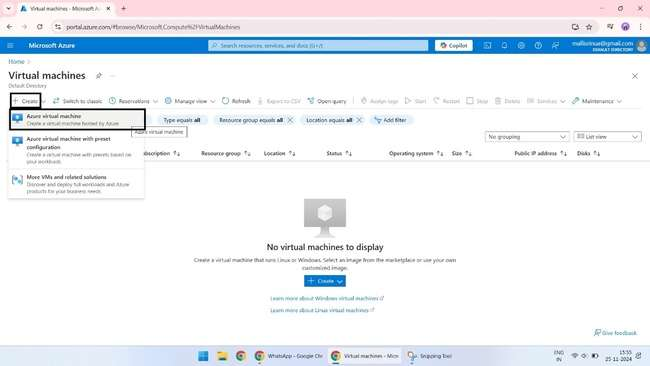 Virtual machines - Microsoft A
portal.azure.com/#browse/Microsoft.Compute%2FVirtualMachines
Microsoft Azure
Search resources, services, and docs (G+/)
Copilot
DEFAULT DIRECTORY
Home
Virtual machines
Default Directory
Create
Switch to classic
Reservations
Manage view
Refresh
Export to CSV
Open query
Assign tags
Start
Restart
Stop
Delete
Services
Maintenance
Azure virtual machine
Create a virtual machine hosted by Azure
Azure virtual machine with preset
configuration
Create a virtual machine with presets based on
your workloads
More VMs and related solutions
Discover and deploy full workloads and Azure
products for your business needs
Azure virtual machine
Type equals all
Resource group equals all
Location equals all
Add filter
No grouping
List view
bscription
Resource group
Location
Status
Operating system
Size
Public IP address
Disks
No virtual machines to display
Create a virtual machine that runs Linux or Windows. Select an image from the marketplace or use your own
customized image.
Create
Learn more about Windows virtual machines
Learn more about Linux virtual machines
Give feedback
WhatsApp - Google Chr
Virtual machines - Micr
Snipping Tool
ENG
IN
25-11-2024